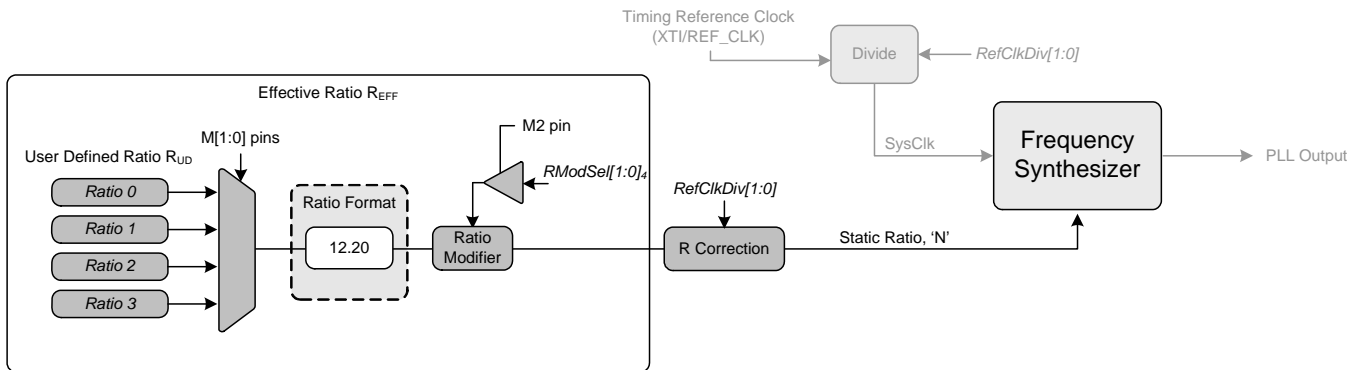 Timing Reference Clock
(XTI/REF_CLK)
Divide
RefClkDiv[1:0]
Effective Ratio REFF
M[1:0] pins
M2 pin
User Defined Ratio RUD
SysClk
Frequency
Synthesizer
PLL Output
RModSel[1:0]4
RefClkDiv[1:0]
Ratio 0
Ratio 1
Ratio 2
Ratio 3
Ratio Format
12.20
Ratio
Modifier
R Correction
Static Ratio, ‘N’